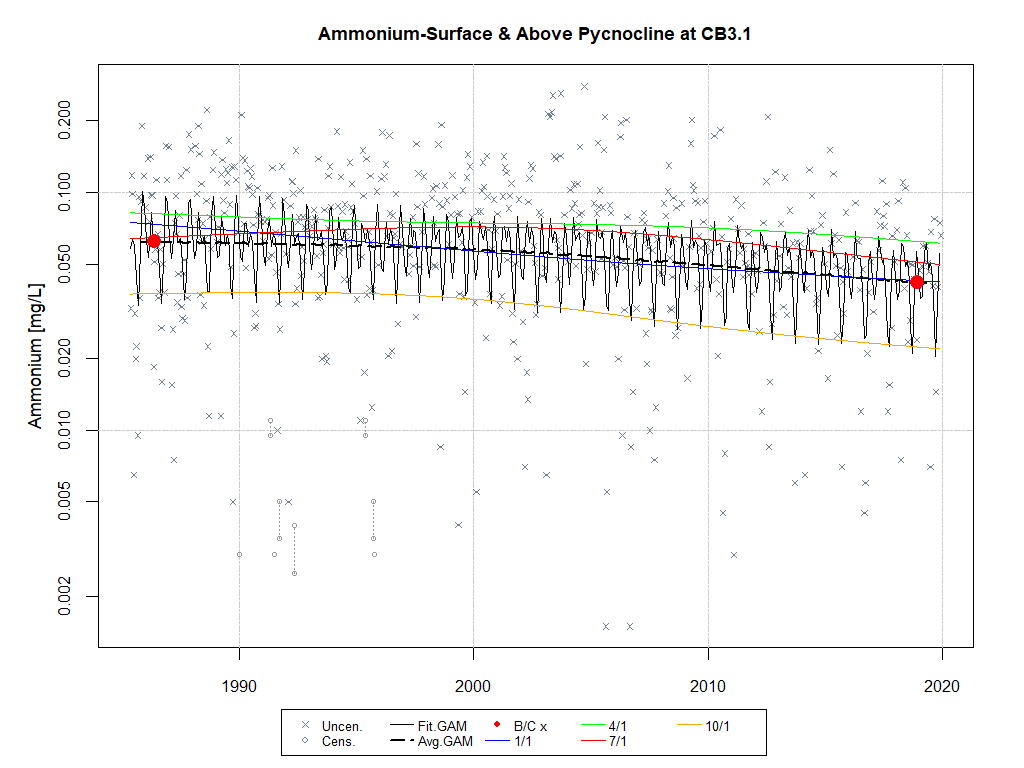 Ammonium-Surface & Above Pycnocline at CB3.1
Ammonium [mg/L]
0.200
0.100
0.050
0.020
0.010
0.005
0.002
1990 2000 2010 2020
Uncen. Fit.GAM B/C x 4/1 10/1
Cens. Avg.GAM 1/1 7/1